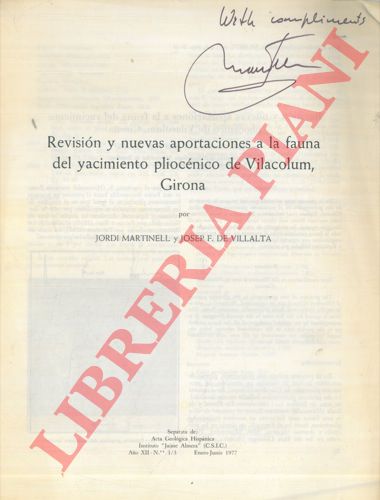 With compliments
Revisión y nuevas aportaciones a la fauna
del yacimiento pliocénico de Vilacolum,
Girona
por
JORDI MARTINELL y JOSEP F. DE VILLALTA
LIBRERIA PIANI
Separata de:
Acta Geológica Hispánica
Instituto "Jaime Almera" (C.S.I.C.)
Año XII - N.ºˢ 1/3 Enero-Junio 1977